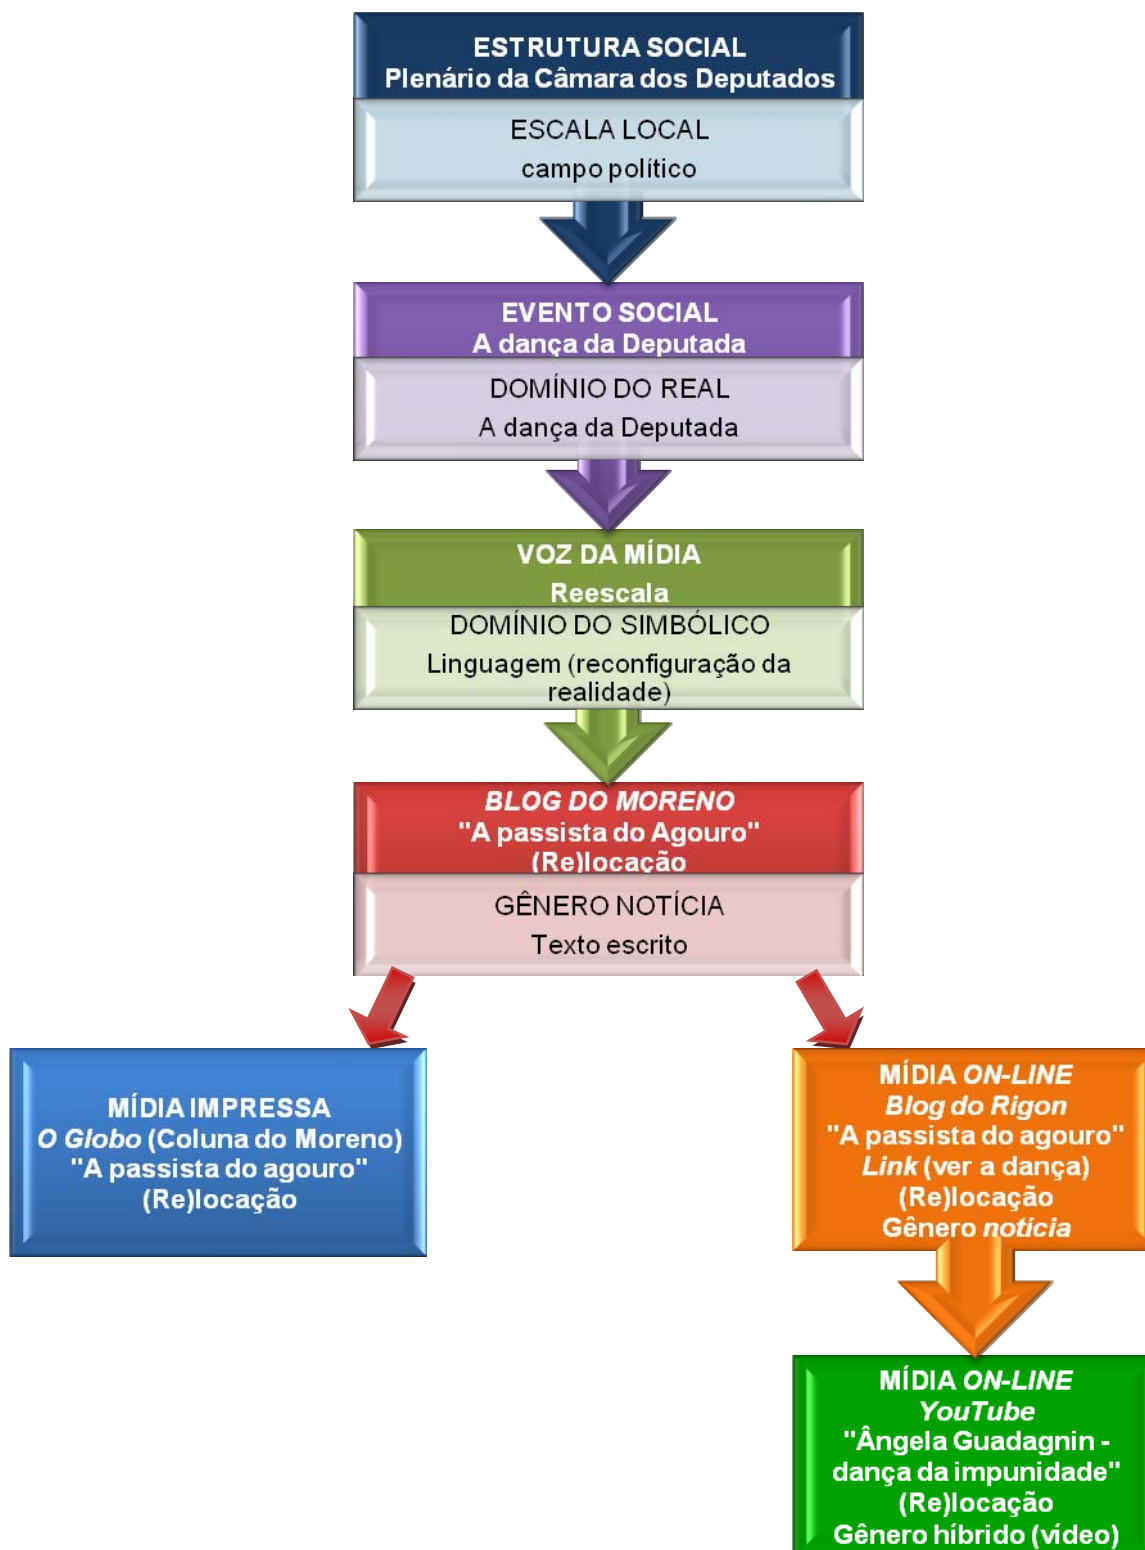 ESTRUTURA SOCIAL
Plenário da Câmara dos Deputados
ESCALA LOCAL
campo político
EVENTO SOCIAL
A dança da Deputada
DOMÍNIO DO REAL
A dança da Deputada
VOZ DA MÍDIA
Reescala
DOMÍNIO DO SIMBÓLICO
Linguagem (reconfiguração da
realidade)
BLOG DO MORENO
"A passista do Agouro"
(Re)locação
GÊNERO NOTÍCIA
Texto escrito
MÍDIA IMPRESSA
O Globo (Coluna do Moreno)
"A passista do agouro"
(Re)locação
MÍDIA ON-LINE
Blog do Rigon
"A passista do agouro"
Link (ver a dança)
(Re)locação
Gênero notícia
MÍDIA ON-LINE
YouTube
"Ângela Guadagnin -
dança da impunidade"
(Re)locação
Gênero híbrido (vídeo)